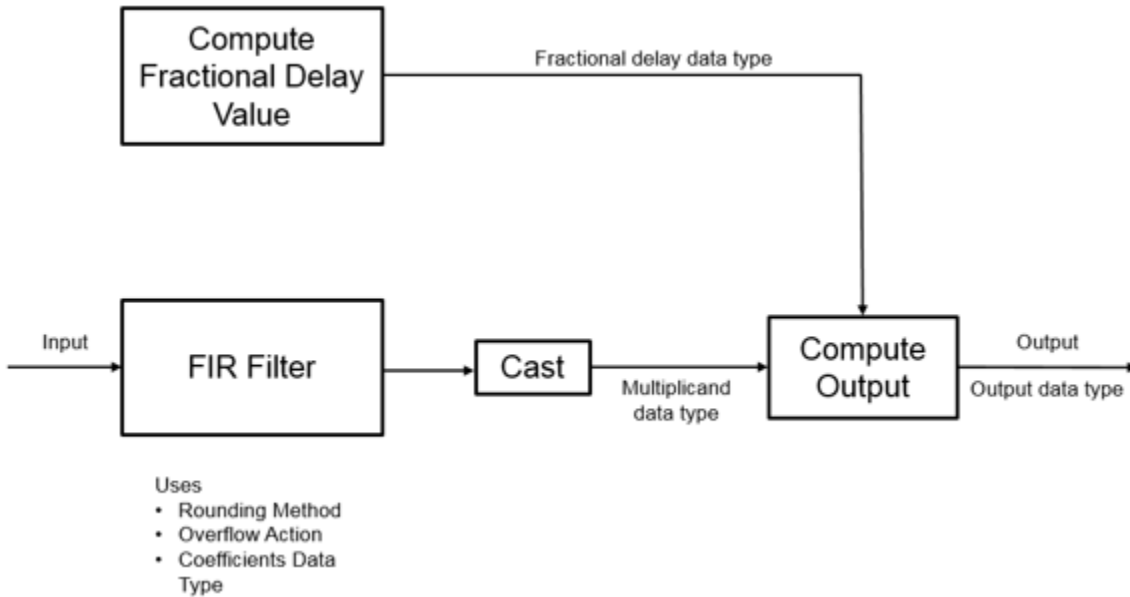 Compute
Fractional Delay
Value
Fractional delay data type
Input
FIR Filter
Cast
Multiplicand
data type
Compute
Output
Output
Output data type
Uses
• Rounding Method
• Overflow Action
• Coefficients Data
Type